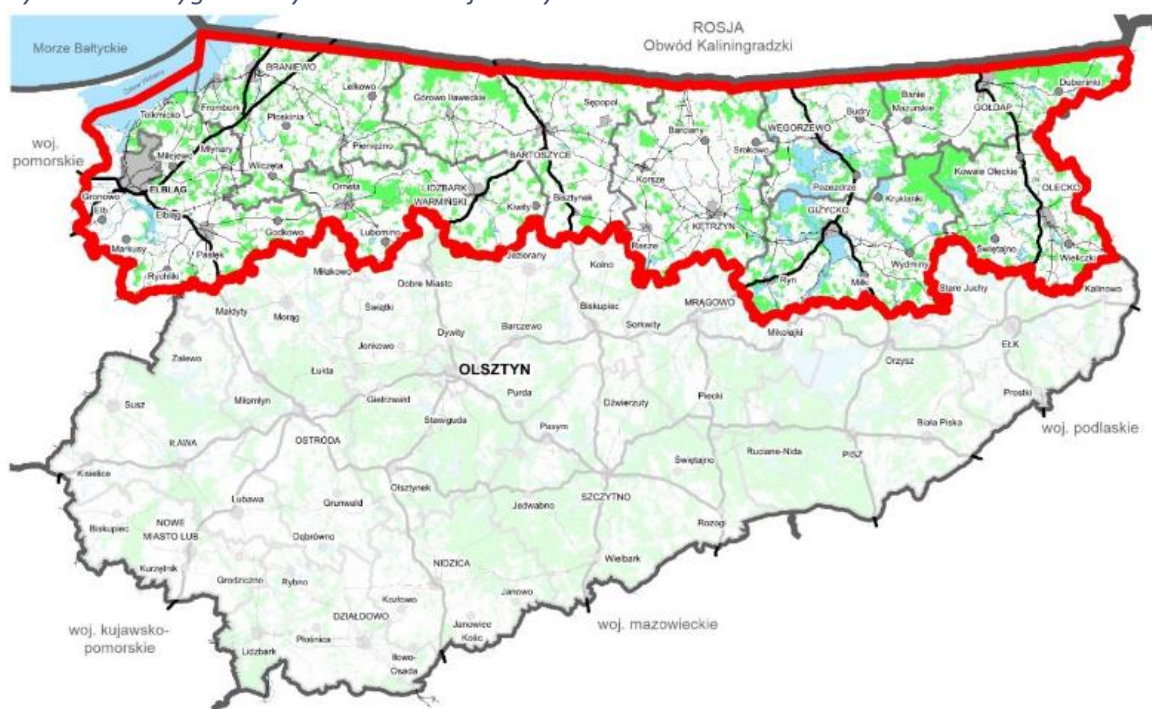 ROSJA
Obwód Kaliningradzki
Morze Bałtyckie
Zalew Wiślany
BRANIEWO
Lelkowo
Górowo Iławeckie
Sępopol
Dubeninki
Banie
Mazurskie
GOŁDAP
Budry
WĘGORZEWO
Barciany
Srokowo
Frombork
Tolkmicko
Płoskinia
Pieniężno
Młynary
Milejewo
Wilczęta
BARTOSZYCE
Korsze
Pozezdrze
Kruklanki
Kowale Oleckie
OLECKO
woj.
pomorskie
ELBLĄG
Gronowo
Elb.
Elbląg
Orneta
LIDZBARK
WARMIŃSKI
Kiwity
Bisztynek
KĘTRZYN
GIŻYCKO
Markusy
Pasłęk
Godkowo
Lubomino
Reszel
Świętajno
Wieliczki
Rychliki
Wydminy
Ryn
Miłki
Stare Juchy
Kalinowo
Miłakowo
Jeziorany
Kolno
Dobre Miasto
Małdyty
Morąg
Świątki
Biskupiec
MRĄGOWO
Sorkwity
Mikołajki
Dywity
Barczewo
Jonkowo
Zalewo
Łukta
OLSZTYN
Orzysz
EŁK
Prostki
Purda
Gietrzwałd
Stawiguda
Dźwierzuty
Piecki
Miłomłyn
Susz
Pasym
Biała Piska
woj. podlaskie
IŁAWA
OSTRÓDA
Świętajno
Ruciane-Nida
PISZ
Kisielice
Olsztynek
SZCZYTNO
Lubawa
Grunwald
Jedwabno
Rozogi
Biskupiec
NOWE
MIASTO LUB.
Dąbrówno
Wielbark
Kurzętnik
Grodziczno
Rybno
NIDZICA
Janowo
Kozłowo
DZIAŁDOWO
woj. mazowieckie
woj. kujawsko-
pomorskie
Płośnica
Janowiec
Kośc.
Lidzbark
Iłowo-
Osada